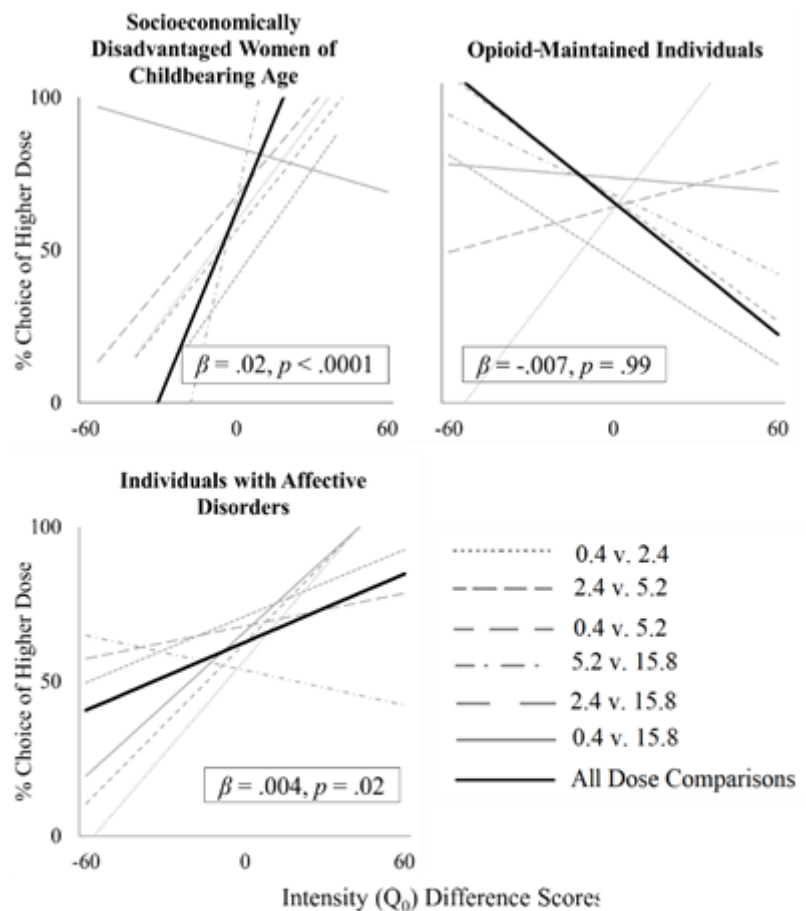 Socioeconomically
Disadvantaged Women of
Childbearing Age
Opioid-Maintained Individuals
% Choice of Higher Dose
100
50
0
-60
0
60
β = .02, p < .0001
-60
0
60
β = -.007, p = .99
Individuals with Affective
Disorders
% Choice of Higher Dose
100
50
0
-60
0
60
β = .004, p = .02
0.4 v. 2.4
2.4 v. 5.2
0.4 v. 5.2
5.2 v. 15.8
2.4 v. 15.8
0.4 v. 15.8
All Dose Comparisons
Intensity (Q₀) Difference Scores